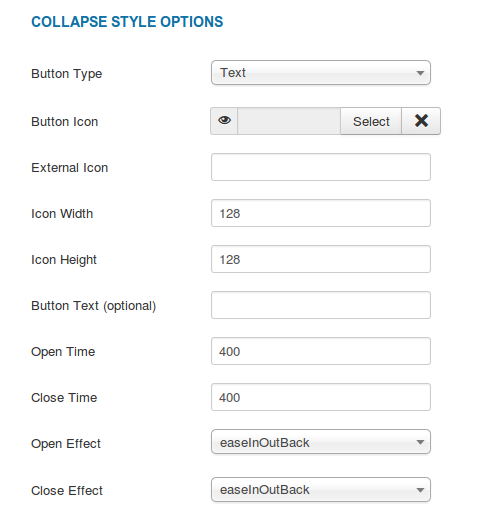 COLLAPSE STYLE OPTIONS
Button Type Text
Button Icon Select
External Icon
Icon Width 128
Icon Height 128
Button Text (optional)
Open Time 400
Close Time 400
Open Effect easeInOutBack
Close Effect easeInOutBack